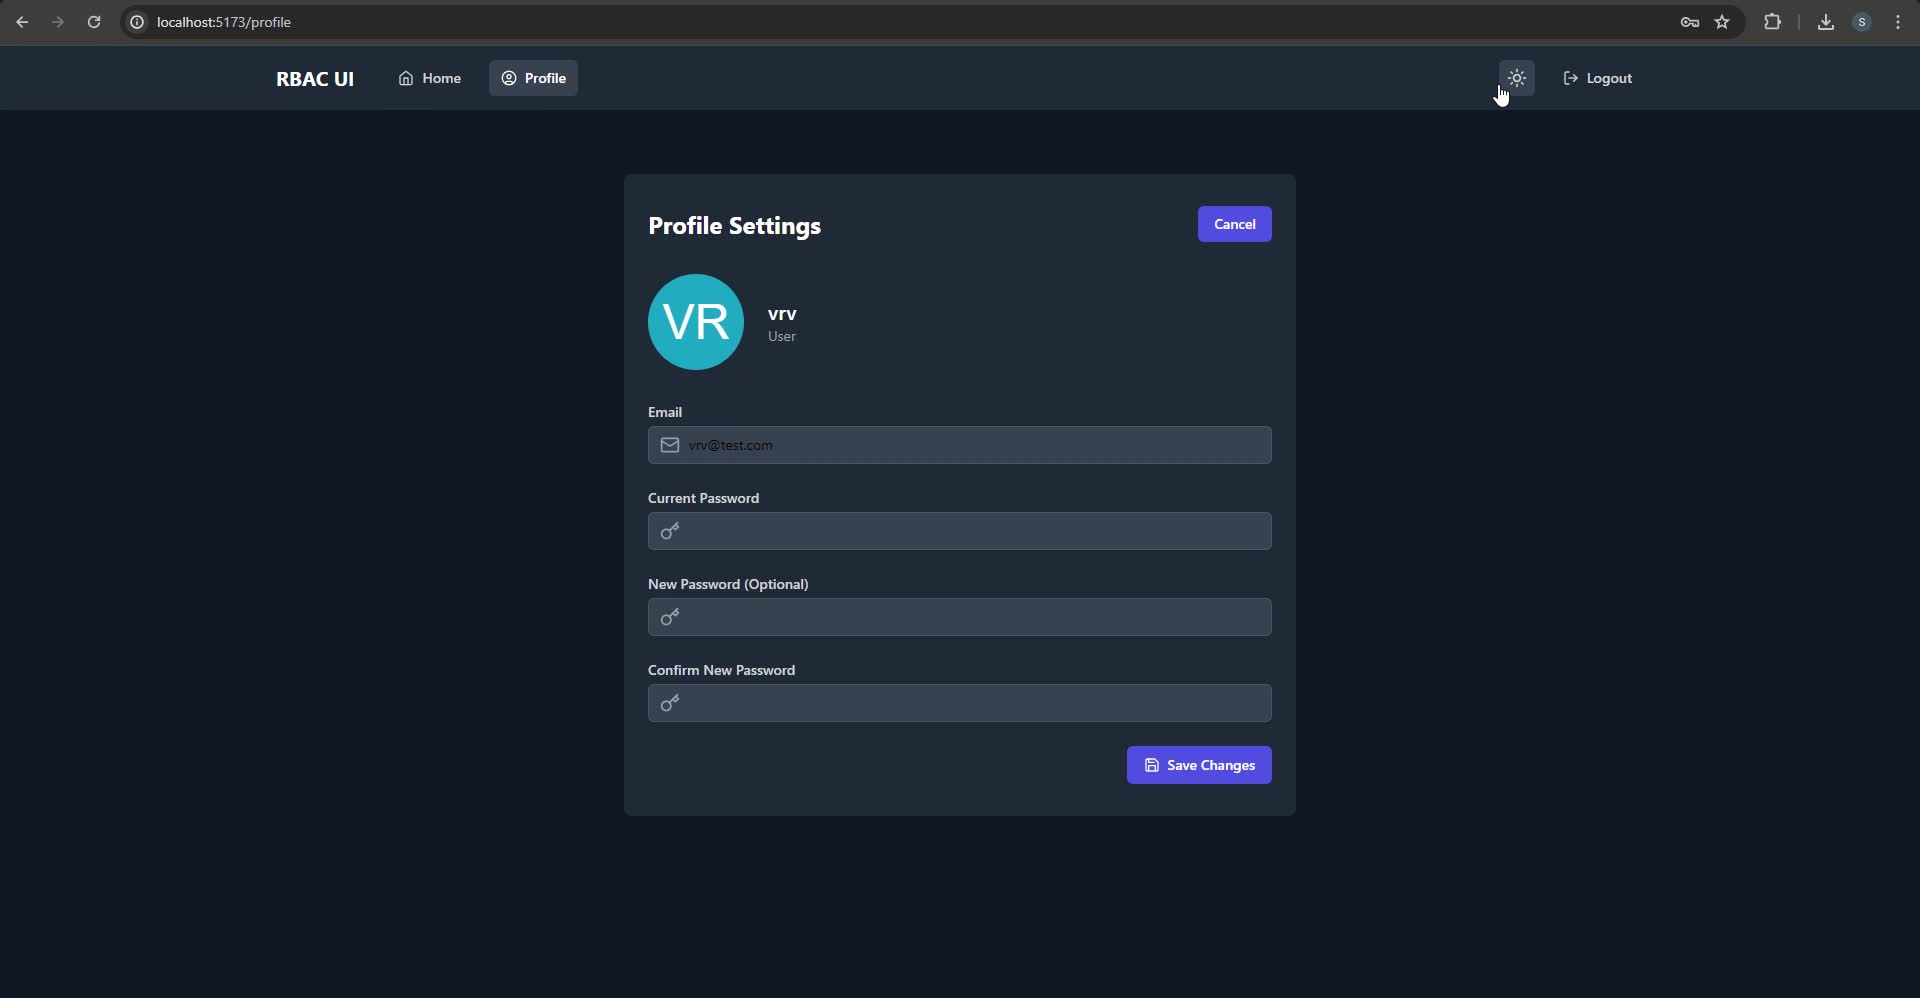 localhost:5173/profile
S
RBAC UI
Home
Profile
Logout
Profile Settings
Cancel
VR
vrv
User
Email
vrv@test.com
Current Password
New Password (Optional)
Confirm New Password
Save Changes